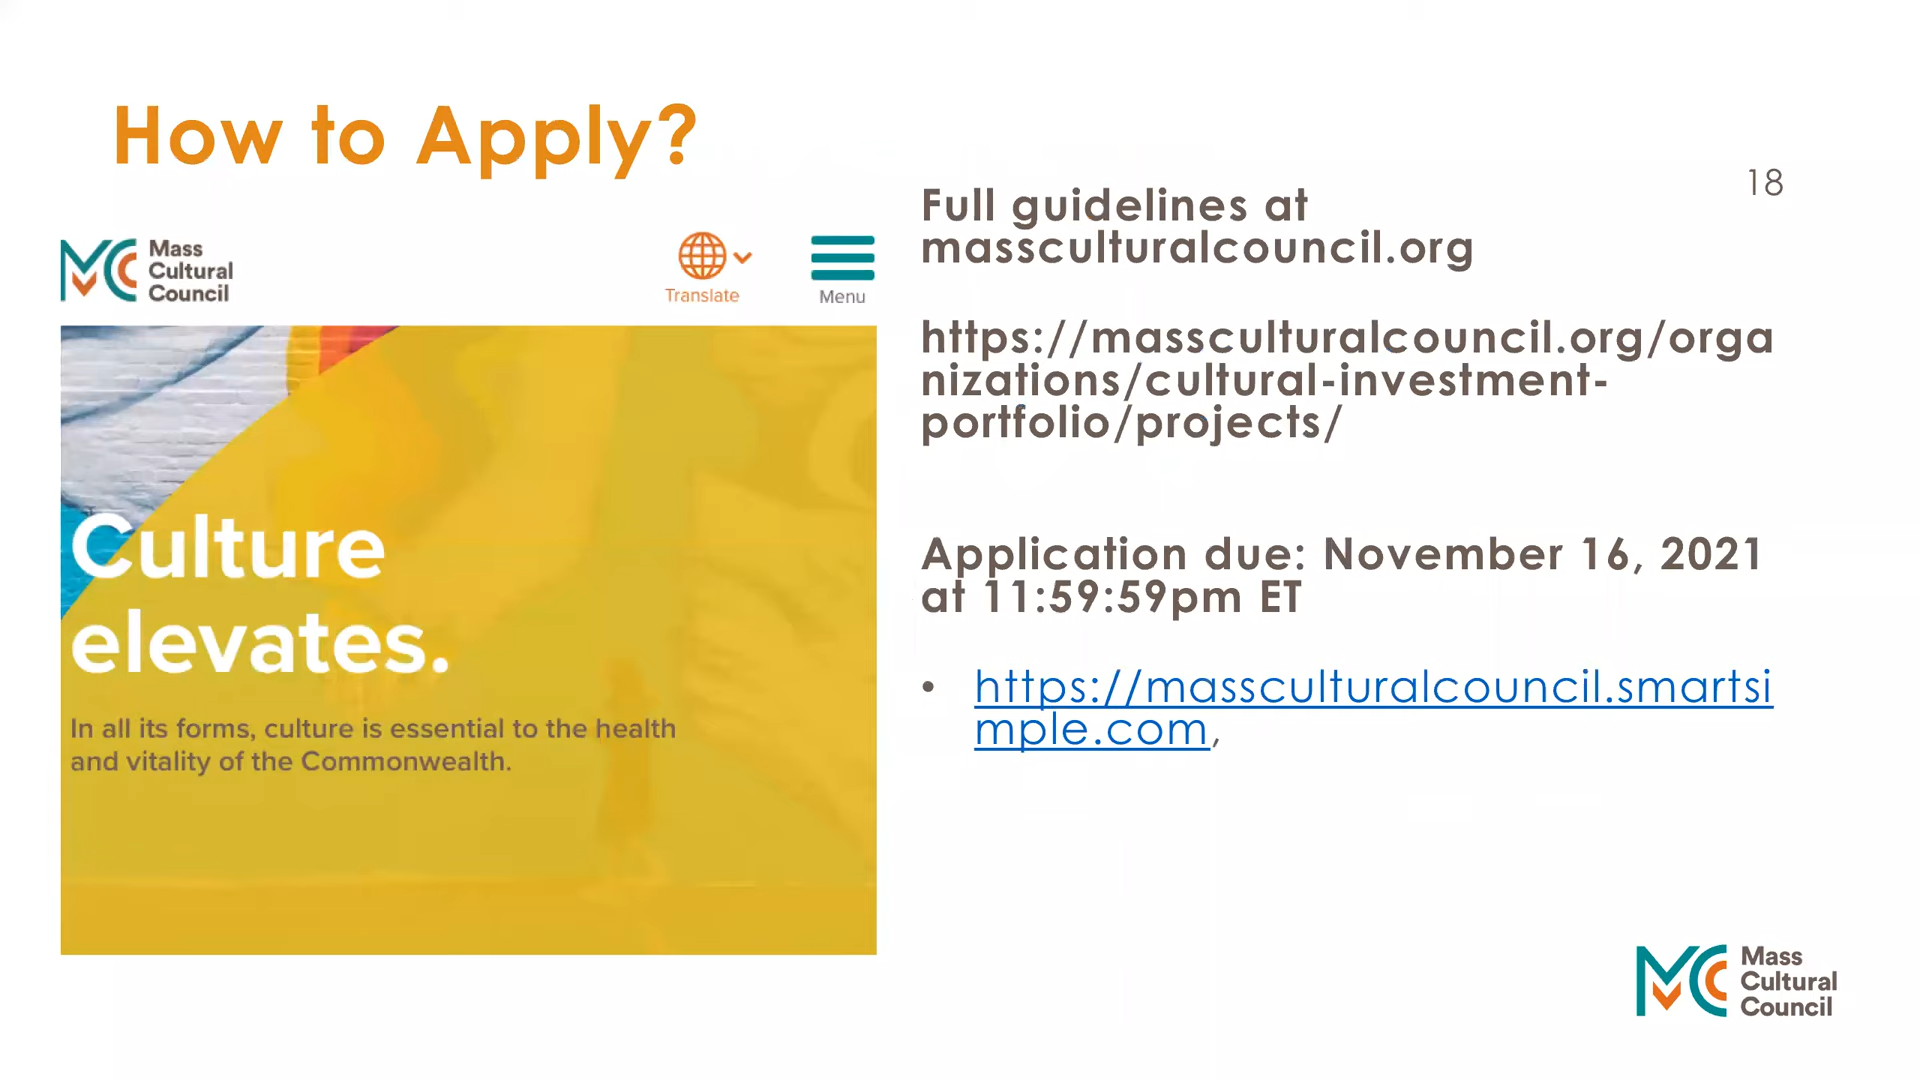 How to Apply?
18
Mass
Cultural
Council
Translate
Menu
Culture
elevates.
In all its forms, culture is essential to the health
and vitality of the Commonwealth.
Full guidelines at
massculturalcouncil.org
https://massculturalcouncil.org/orga
nizations/cultural-investment-
portfolio/projects/
Application due: November 16, 2021
at 11:59:59pm ET
• https://massculturalcouncil.smartsi
mple.com,
Mass
Cultural
Council